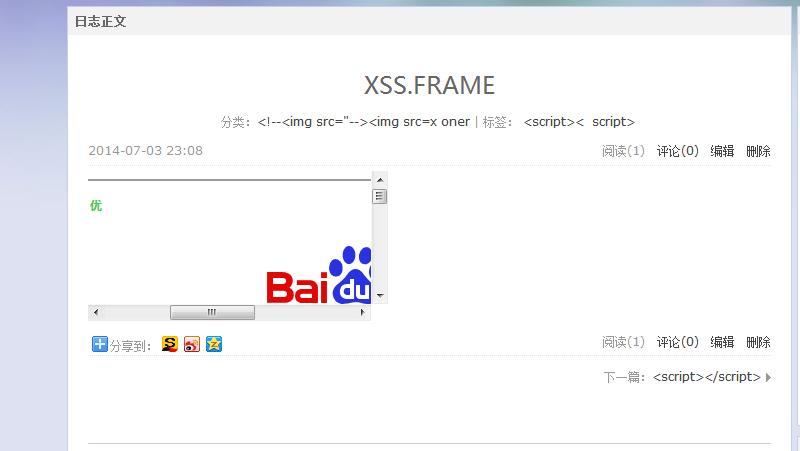 日志正文
XSS.FRAME
分类: <!--<img src="--><img src=x oner | 标签: <script>< script>
2014-07-03 23:08 阅读(1) 评论(0) 编辑 删除
优
Bai du
分享到: 阅读(1) 评论(0) 编辑 删除
下一篇: <script></script>